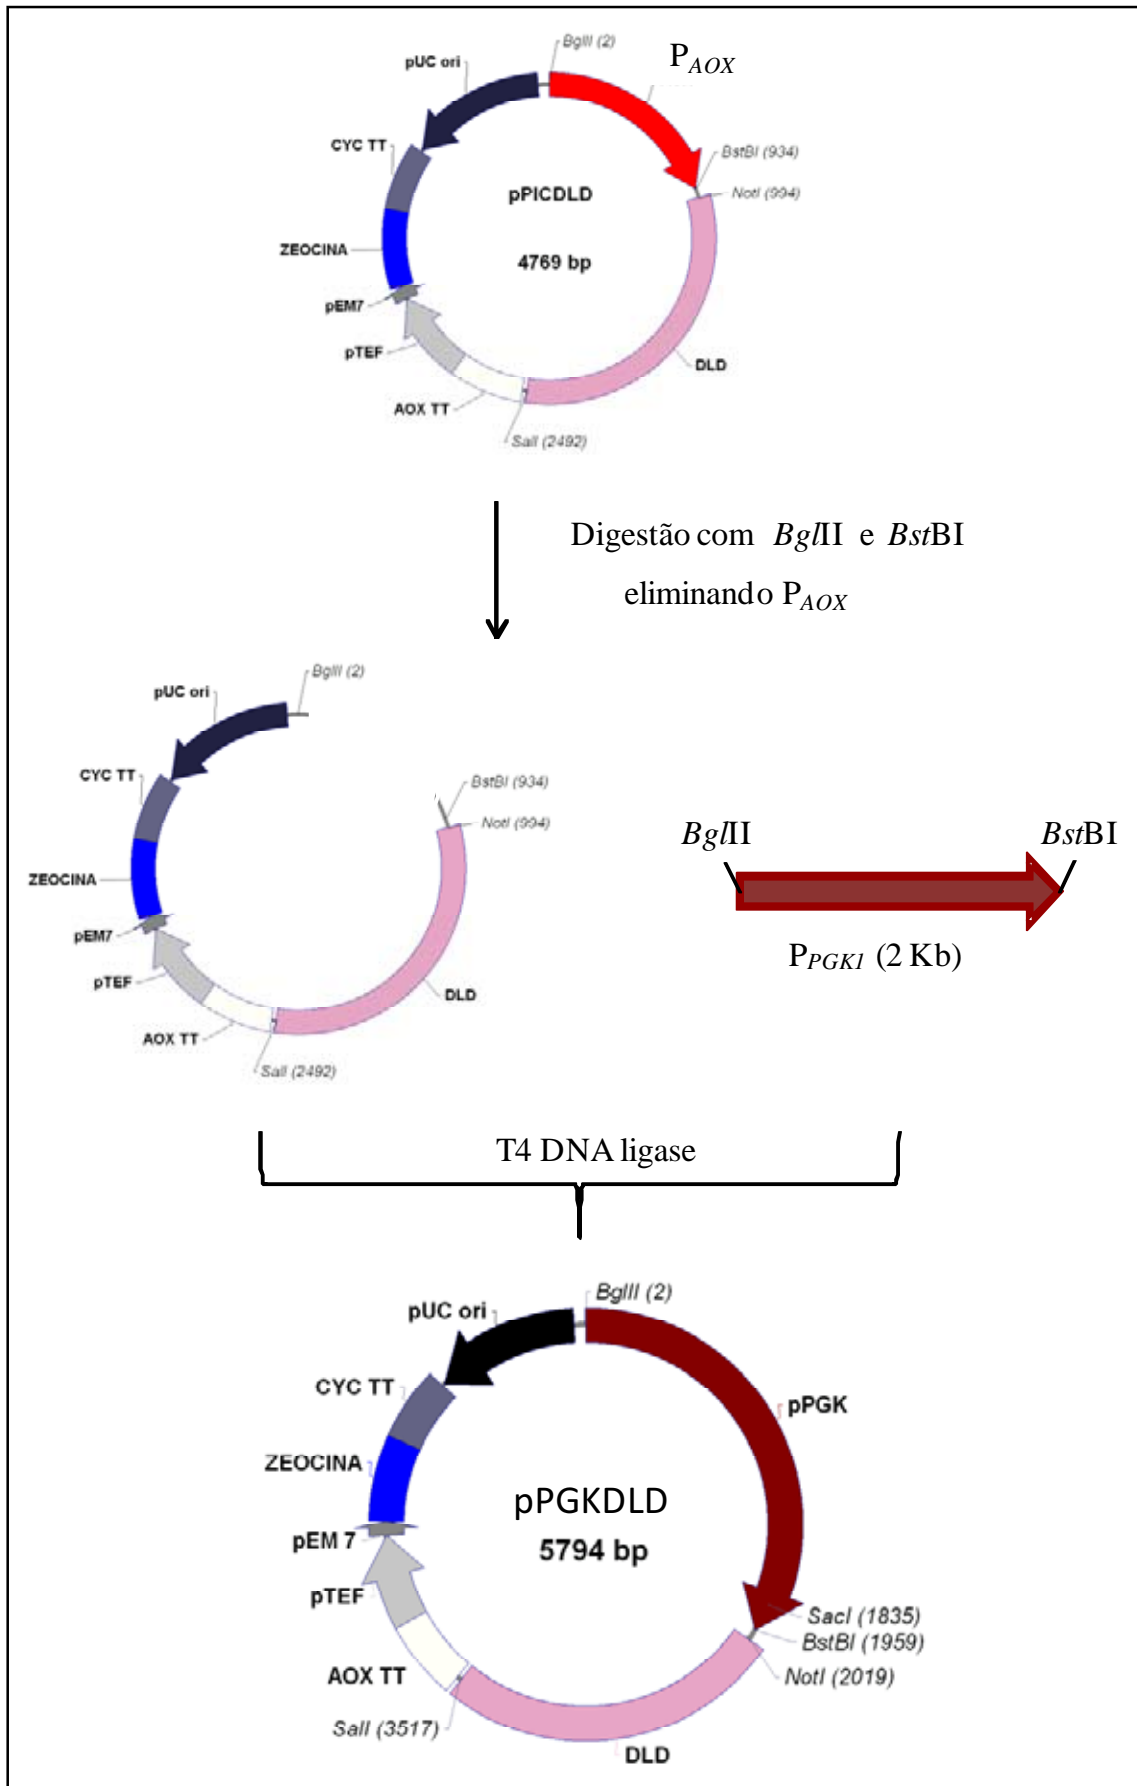 BglII (2)
P_AOX
pUC ori
CYC TT
BstBI (934)
NotI (994)
pPICDLD
4769 bp
ZEOCINA
pEM7
pTEF
DLD
AOX TT
SalI (2492)
Digestão com BglII e BstBI
eliminando P_AOX
BglII (2)
pUC ori
CYC TT
BstBI (934)
NotI (994)
ZEOCINA
pEM7
pTEF
DLD
AOX TT
SalI (2492)
BglII
BstBI
P_PGK1 (2 Kb)
T4 DNA ligase
BglII (2)
pUC ori
CYC TT
pPGK
ZEOCINA
pPGKDLD
5794 bp
pEM 7
pTEF
SacI (1835)
BstBI (1959)
NotI (2019)
AOX TT
SalI (3517)
DLD